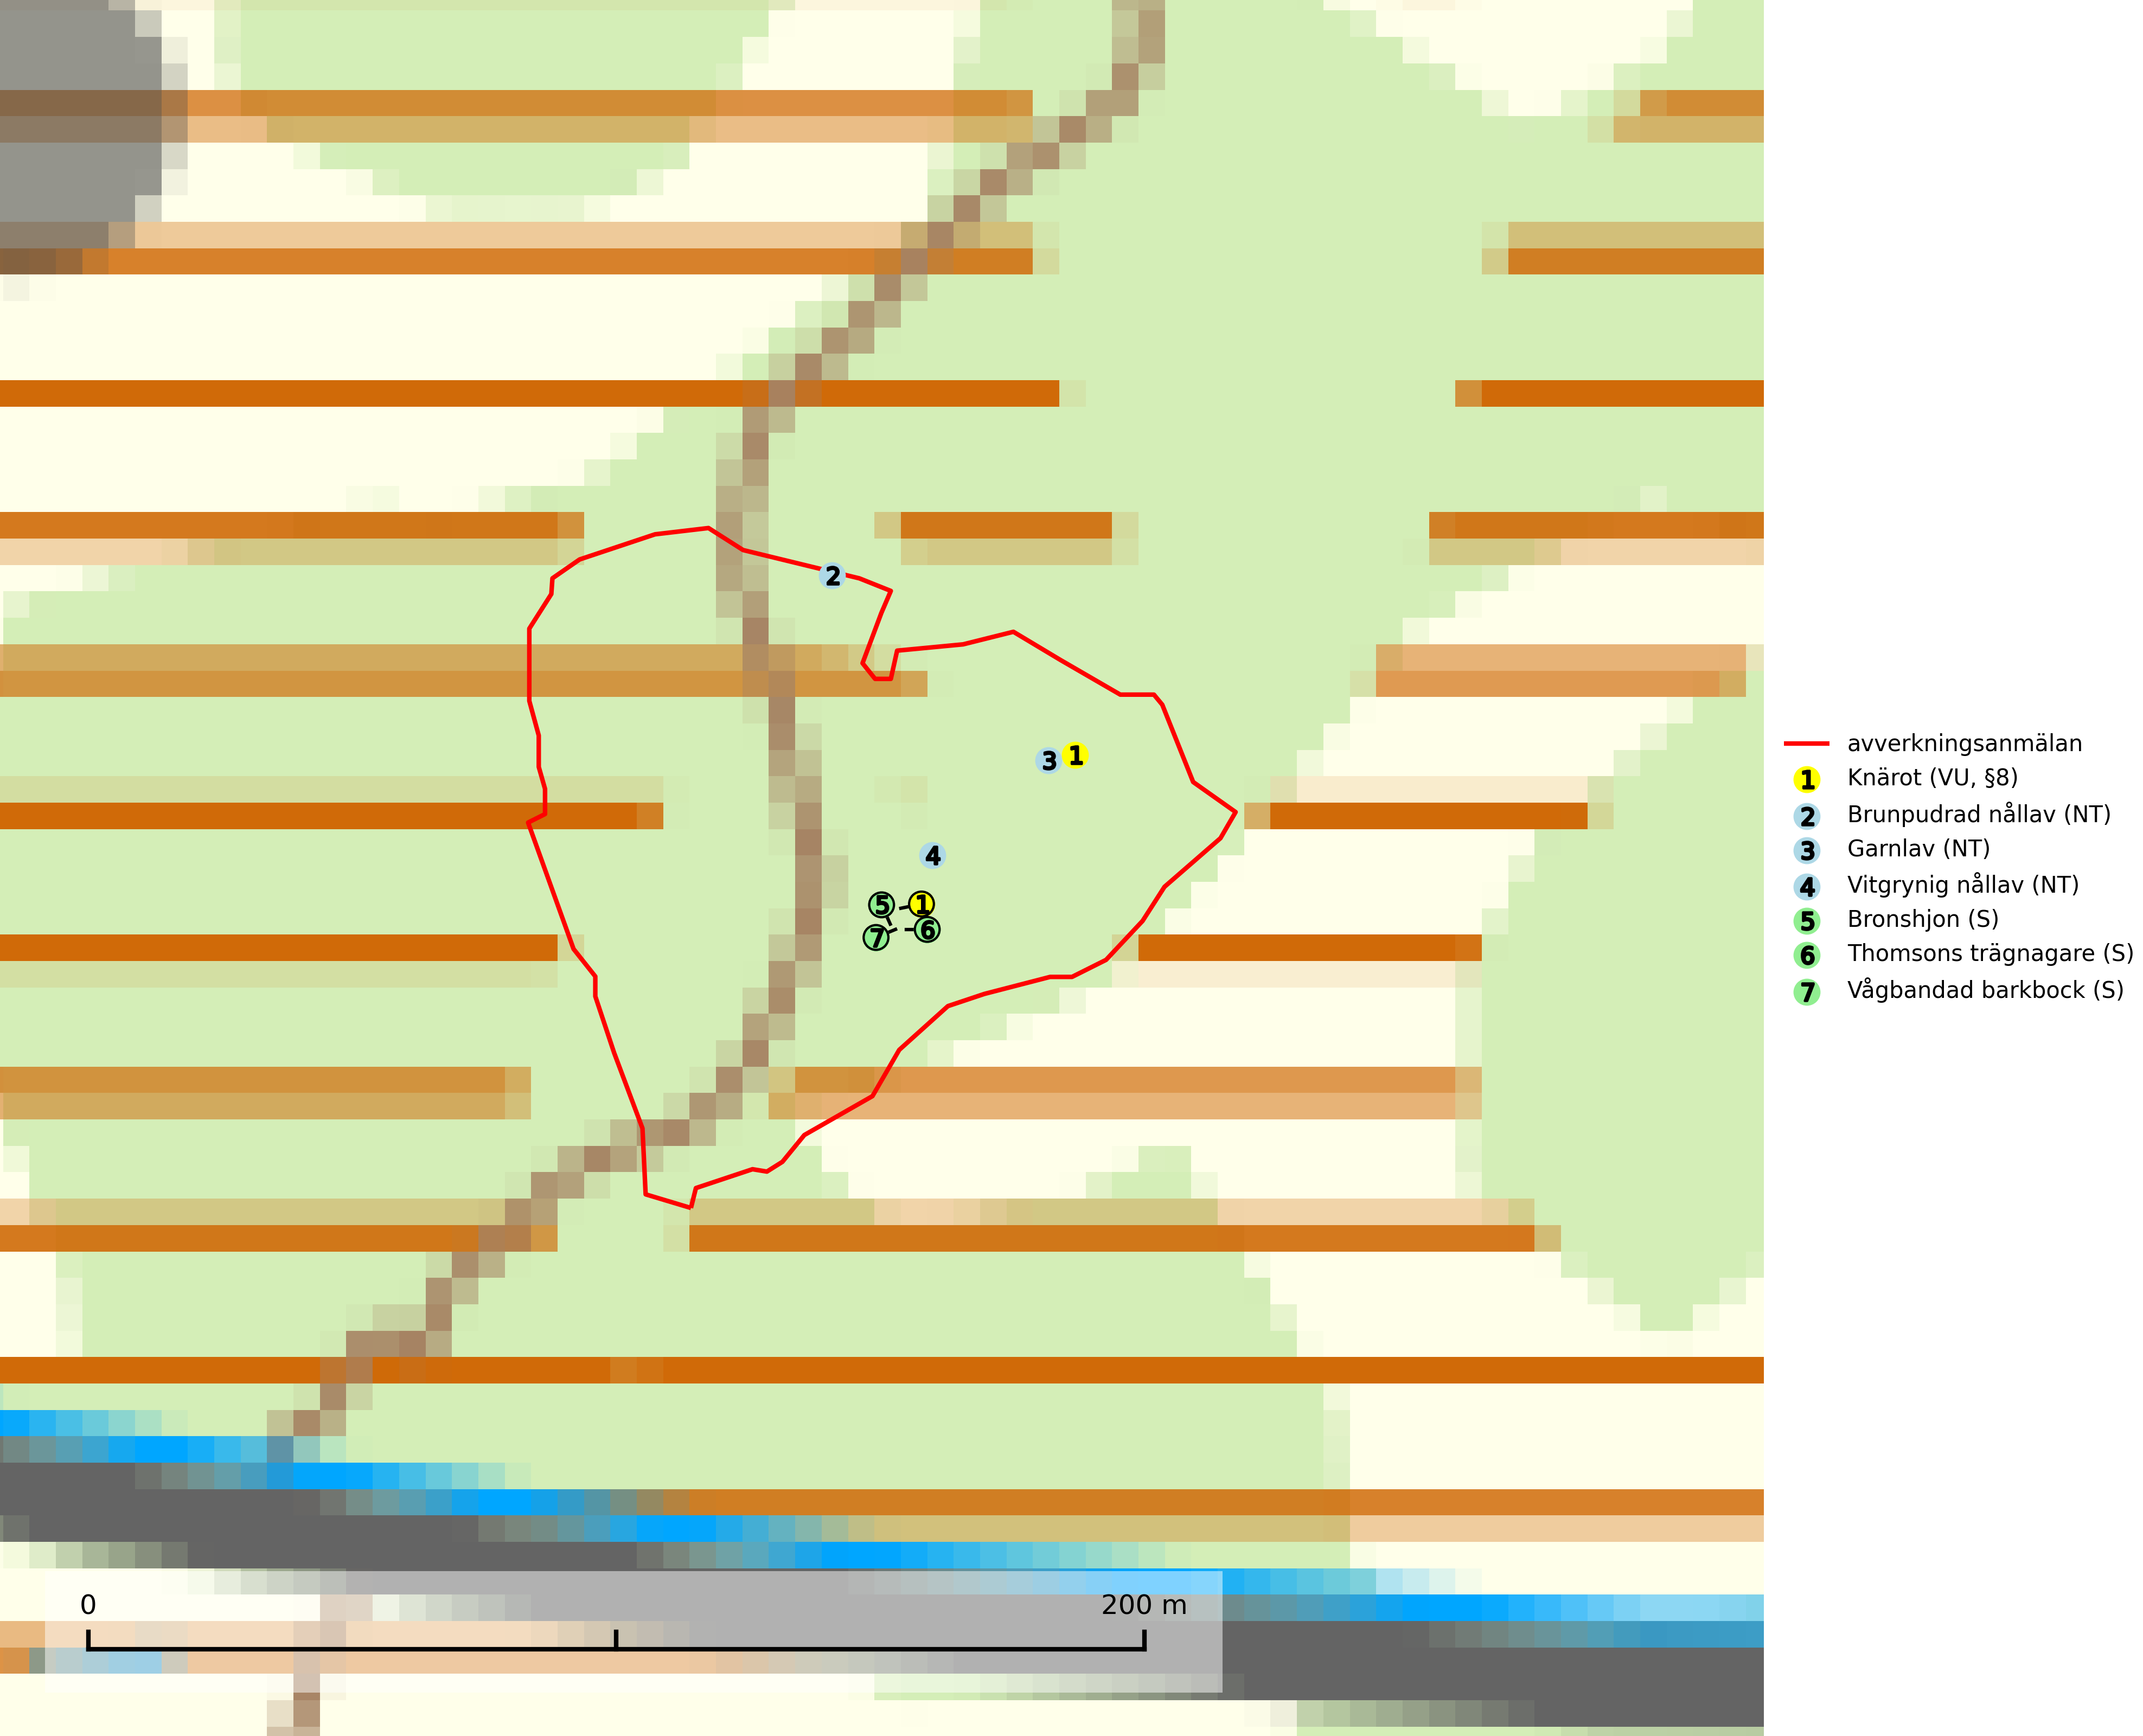 2
3 1
4
5 1
7 6
avverkningsanmälan
1 Knärot (VU, §8)
2 Brunpudrad nållav (NT)
3 Garnlav (NT)
4 Vitgrynig nållav (NT)
5 Bronshjon (S)
6 Thomsons trägnagare (S)
7 Vågbandad barkbock (S)
0 200 m